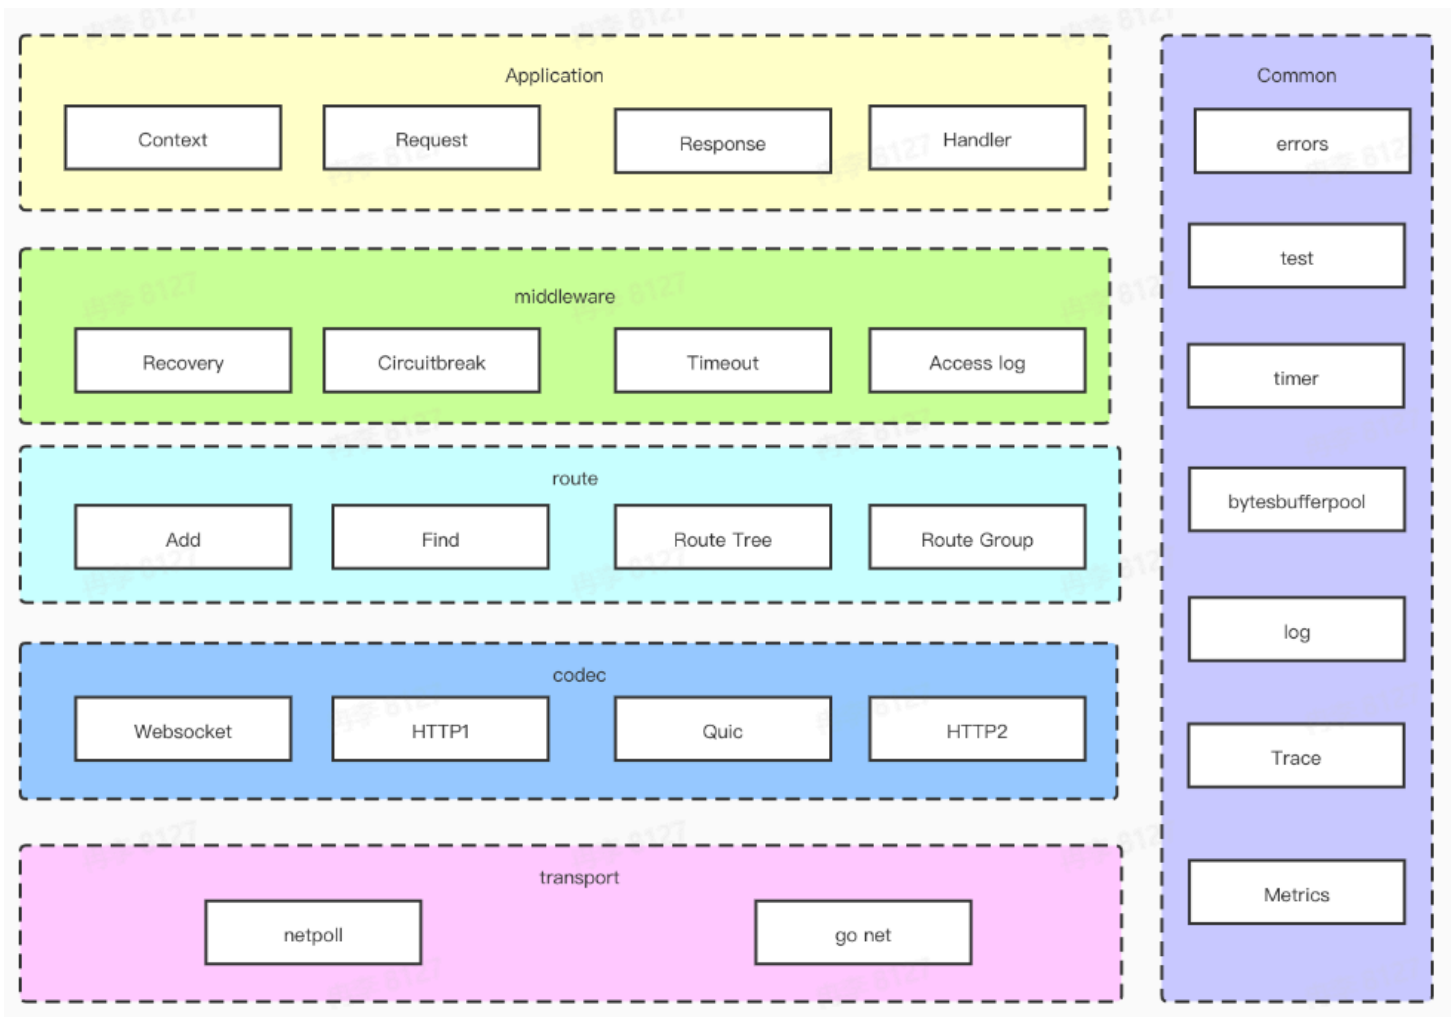 Application
Context
Request
Response
Handler
middleware
Recovery
Circuitbreak
Timeout
Access log
route
Add
Find
Route Tree
Route Group
codec
Websocket
HTTP1
Quic
HTTP2
transport
netpoll
go net
Common
errors
test
timer
bytesbufferpool
log
Trace
Metrics